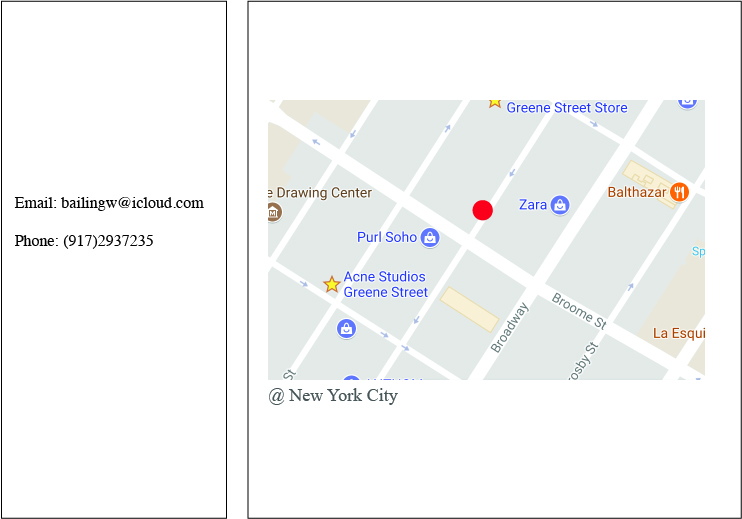 Email: bailingw@icloud.com
Phone: (917)2937235
Greene Street Store
e Drawing Center
Balthazar
Zara
Purl Soho
Sp
Acne Studios
Greene Street
Broome St
Broadway
La Esqui
osby St
St
@ New York City